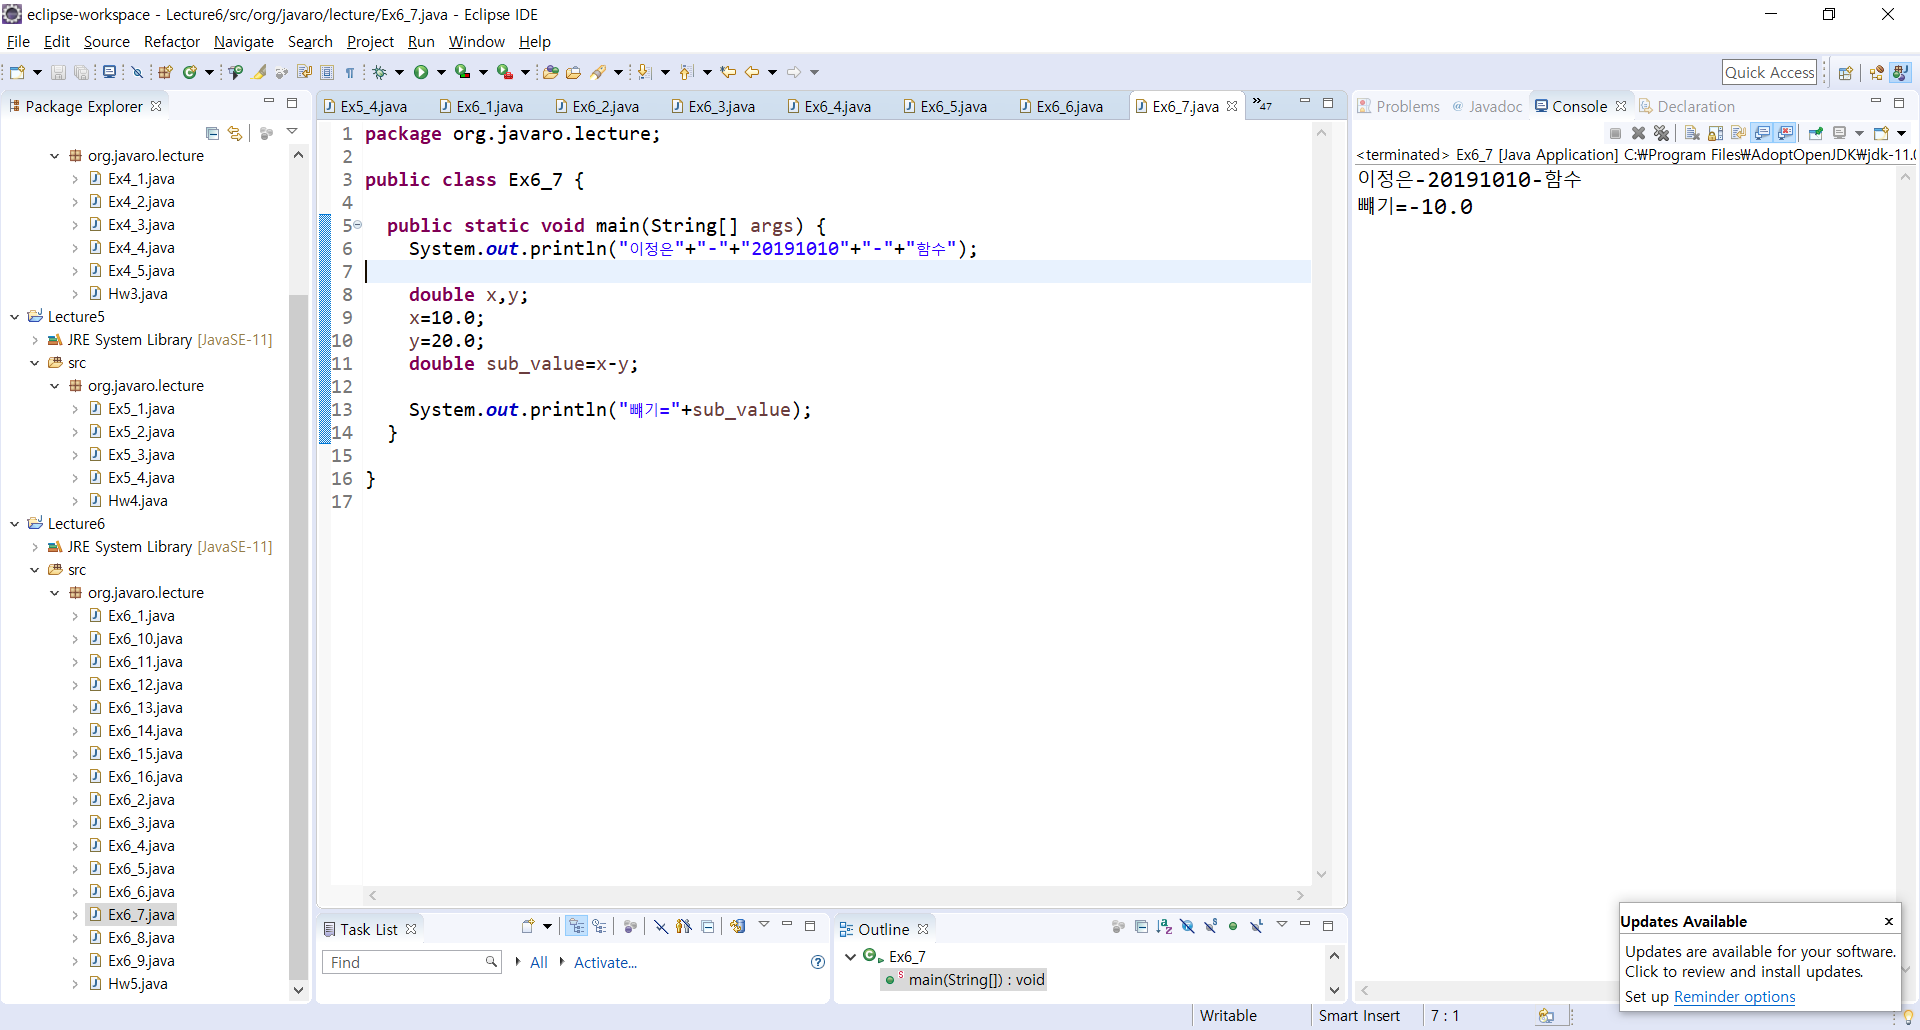 eclipse-workspace - Lecture6/src/org/javaro/lecture/Ex6_7.java - Eclipse IDE
File Edit Source Refactor Navigate Search Project Run Window Help
Quick Access
Package Explorer
org.javaro.lecture
Ex4_1.java
Ex4_2.java
Ex4_3.java
Ex4_4.java
Ex4_5.java
Hw3.java
Lecture5
JRE System Library [JavaSE-11]
src
org.javaro.lecture
Ex5_1.java
Ex5_2.java
Ex5_3.java
Ex5_4.java
Hw4.java
Lecture6
JRE System Library [JavaSE-11]
src
org.javaro.lecture
Ex6_1.java
Ex6_10.java
Ex6_11.java
Ex6_12.java
Ex6_13.java
Ex6_14.java
Ex6_15.java
Ex6_16.java
Ex6_2.java
Ex6_3.java
Ex6_4.java
Ex6_5.java
Ex6_6.java
Ex6_7.java
Ex6_8.java
Ex6_9.java
Hw5.java
Ex5_4.java Ex6_1.java Ex6_2.java Ex6_3.java Ex6_4.java Ex6_5.java Ex6_6.java Ex6_7.java »47
1 package org.javaro.lecture;
2
3 public class Ex6_7 {
4
5 public static void main(String[] args) {
6 System.out.println("이정은"+"-"+"20191010"+"-"+"함수");
7
8 double x,y;
9 x=10.0;
10 y=20.0;
11 double sub_value=x-y;
12
13 System.out.println("빼기="+sub_value);
14 }
15
16 }
17
Task List
Find All Activate...
Outline
Ex6_7
main(String[]) : void
Problems Javadoc Console Declaration
<terminated> Ex6_7 [Java Application] C:₩Program Files₩AdoptOpenJDK₩jdk-11.0
이정은-20191010-함수
빼기=-10.0
Updates Available
Updates are available for your software.
Click to review and install updates.
Set up Reminder options
Writable Smart Insert 7 : 1